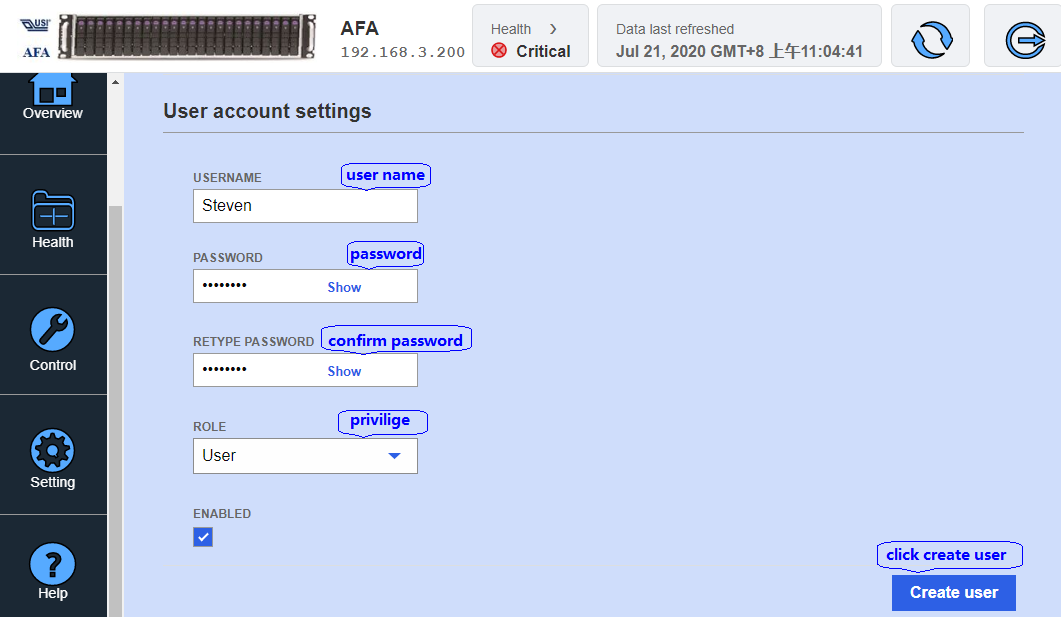 USI
AFA
AFA
192.168.3.200
Health
Critical
Data last refreshed
Jul 21, 2020 GMT+8 上午11:04:41
Overview
Health
Control
Setting
Help
User account settings
USERNAME
user name
Steven
PASSWORD
password
••••••••
Show
RETYPE PASSWORD
confirm password
••••••••
Show
ROLE
privilige
User
ENABLED
click create user
Create user